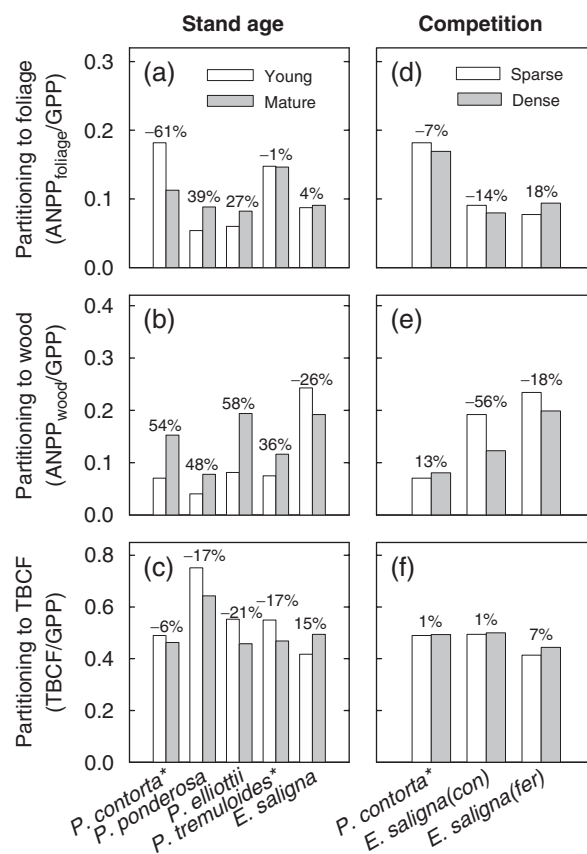 Stand age
Competition
Partitioning to foliage
(ANPP_foliage/GPP)
0.3
0.2
0.1
0.0
(a)
Young
Mature
−61%
39%
27%
−1%
4%
(d)
Sparse
Dense
−7%
−14%
18%
Partitioning to wood
(ANPP_wood/GPP)
0.4
0.3
0.2
0.1
0.0
(b)
54%
48%
58%
36%
−26%
(e)
13%
−56%
−18%
Partitioning to TBCF
(TBCF/GPP)
0.8
0.6
0.4
0.2
0.0
(c)
−6%
−17%
−21%
−17%
15%
(f)
1%
1%
7%
P. contorta*
P. ponderosa
P. elliottii
P. tremuloides*
E. saligna
P. contorta*
E. saligna(con)
E. saligna(fer)